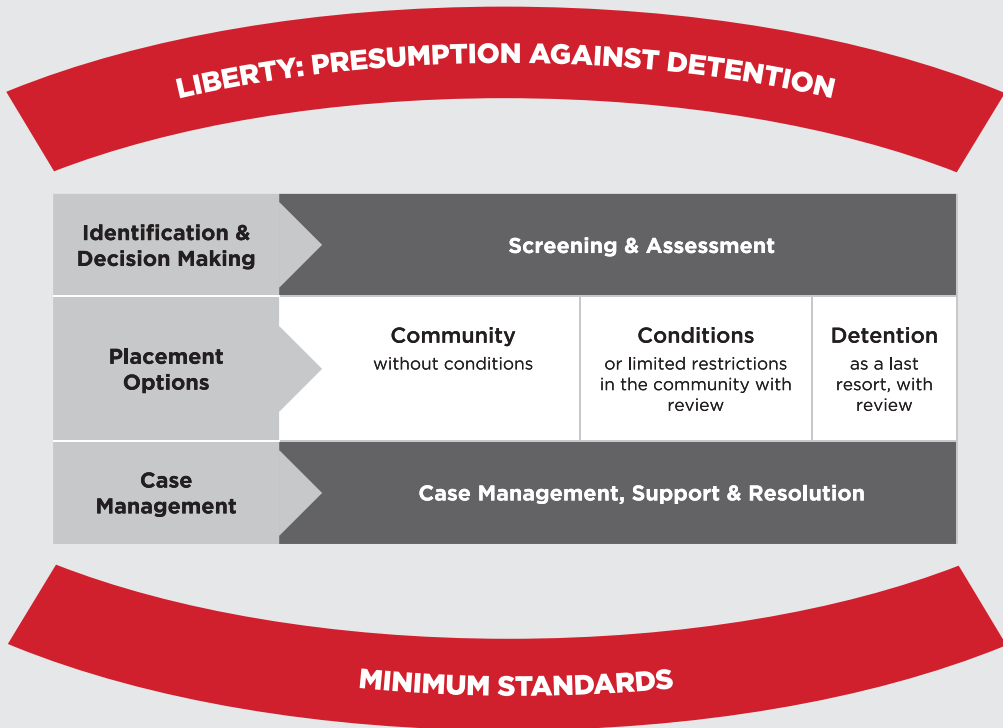 LIBERTY: PRESUMPTION AGAINST DETENTION
Identification &
Decision Making
Screening & Assessment
Placement
Options
Community
without conditions
Conditions
or limited restrictions
in the community with
review
Detention
as a last
resort, with
review
Case
Management
Case Management, Support & Resolution
MINIMUM STANDARDS